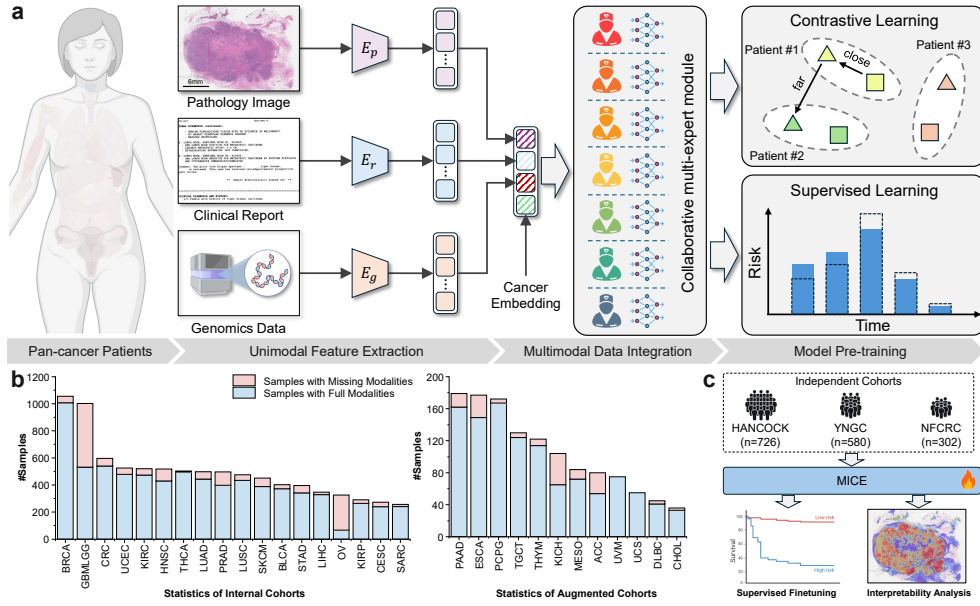 a
6mm
Pathology Image
Clinical Report
Genomics Data
Ep
Er
Eg
Cancer
Embedding
Collaborative multi-expert module
Contrastive Learning
Patient #1
Patient #3
close
far
Patient #2
Supervised Learning
Risk
Time
Pan-cancer Patients
Unimodal Feature Extraction
Multimodal Data Integration
Model Pre-training
b
Samples with Missing Modalities
Samples with Full Modalities
#Samples
1200
1000
800
600
400
200
0
BRCA
GBMLGG
CRC
UCEC
KIRC
HNSC
THCA
LUAD
PRAD
LUSC
SKCM
BLCA
STAD
LIHC
OV
KIRP
CESC
SARC
Statistics of Internal Cohorts
#Samples
200
160
120
80
40
0
PAAD
ESCA
PCPG
TGCT
THYM
KICH
MESO
ACC
UVM
UCS
DLBC
CHOL
Statistics of Augmented Cohorts
c
Independent Cohorts
HANCOCK
(n=726)
YNGC
(n=580)
NFCRC
(n=302)
MICE
Survival
Low risk
High risk
Supervised Finetuning
Interpretability Analysis